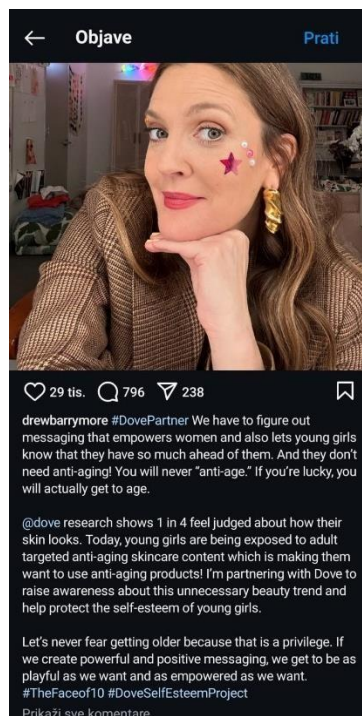 Objave
Prati
29 tis.
796
238
drewbarrymore #DovePartner We have to figure out
messaging that empowers women and also lets young girls
know that they have so much ahead of them. And they don't
need anti-aging! You will never "anti-age." If you're lucky, you
will actually get to age.
@dove research shows 1 in 4 feel judged about how their
skin looks. Today, young girls are being exposed to adult
targeted anti-aging skincare content which is making them
want to use anti-aging products! I'm partnering with Dove to
raise awareness about this unnecessary beauty trend and
help protect the self-esteem of young girls.
Let's never fear getting older because that is a privilege. If
we create powerful and positive messaging, we get to be as
playful as we want and as empowered as we want.
#TheFaceof10 #DoveSelfEsteemProject
Prikaži sve komentare